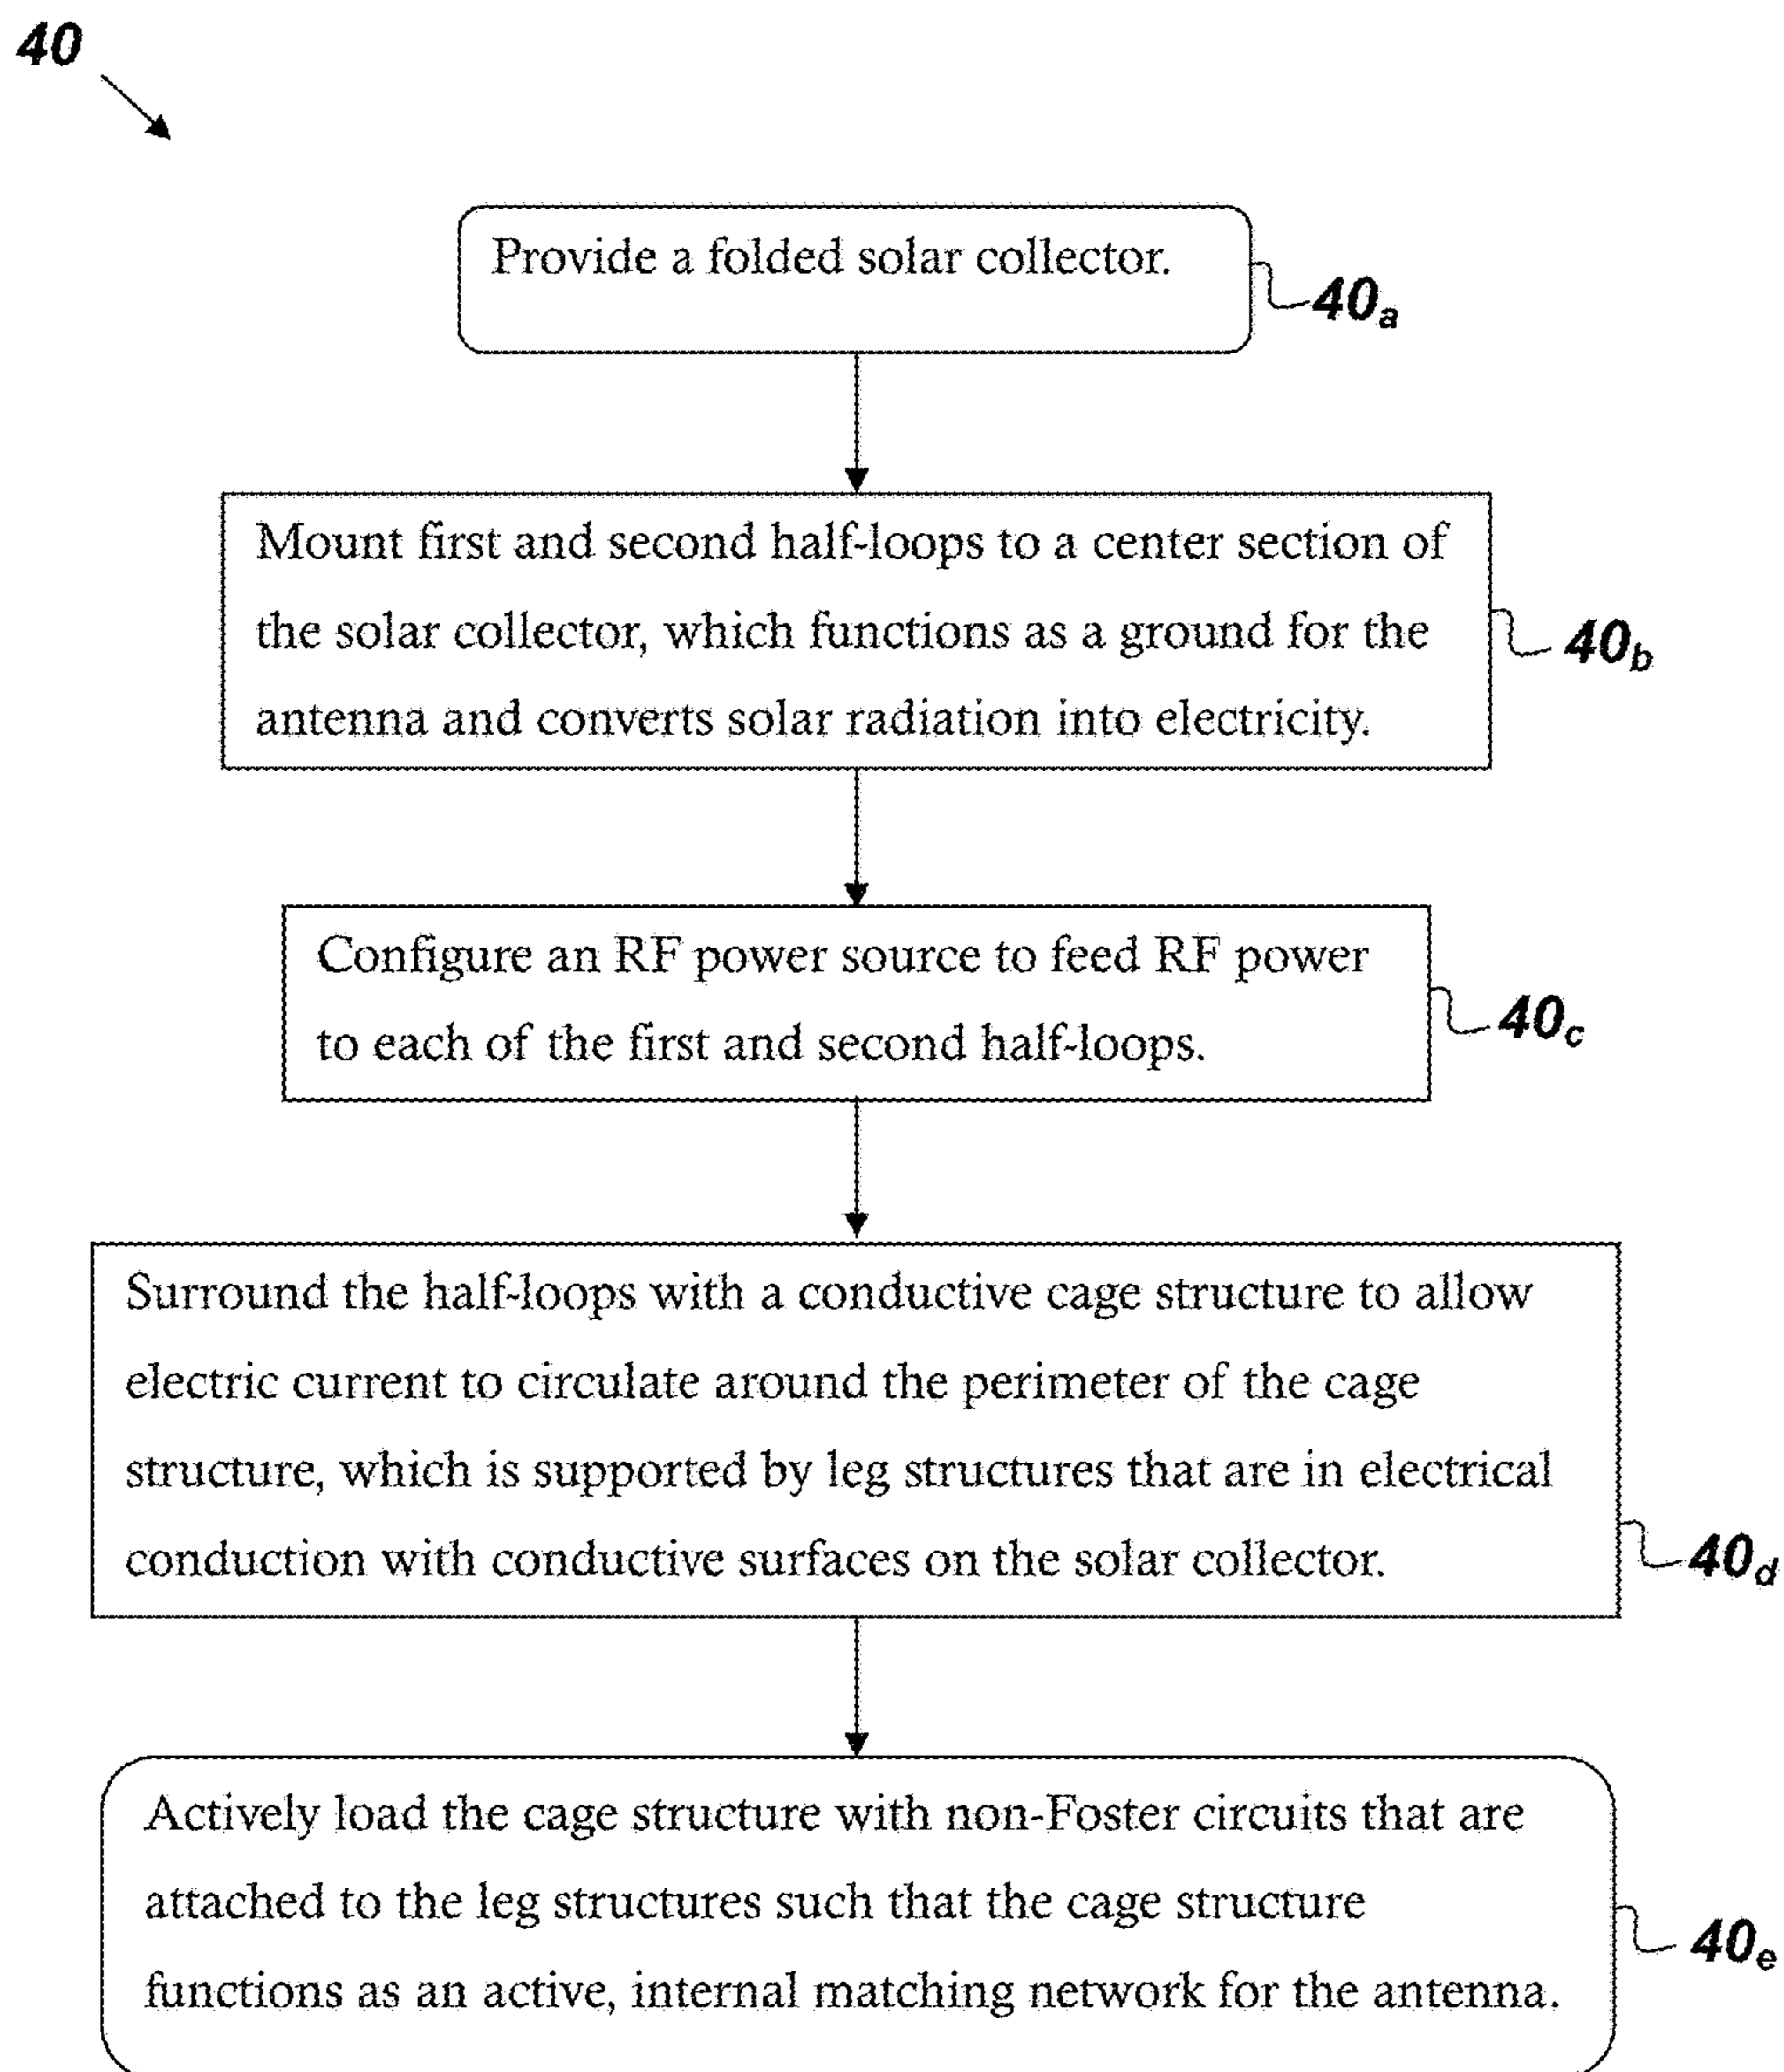 40
Provide a folded solar collector.
40a
Mount first and second half-loops to a center section of
the solar collector, which functions as a ground for the
antenna and converts solar radiation into electricity.
40b
Configure an RF power source to feed RF power
to each of the first and second half-loops.
40c
Surround the half-loops with a conductive cage structure to allow
electric current to circulate around the perimeter of the cage
structure, which is supported by leg structures that are in electrical
conduction with conductive surfaces on the solar collector.
40d
Actively load the cage structure with non-Foster circuits that are
attached to the leg structures such that the cage structure
functions as an active, internal matching network for the antenna.
40e